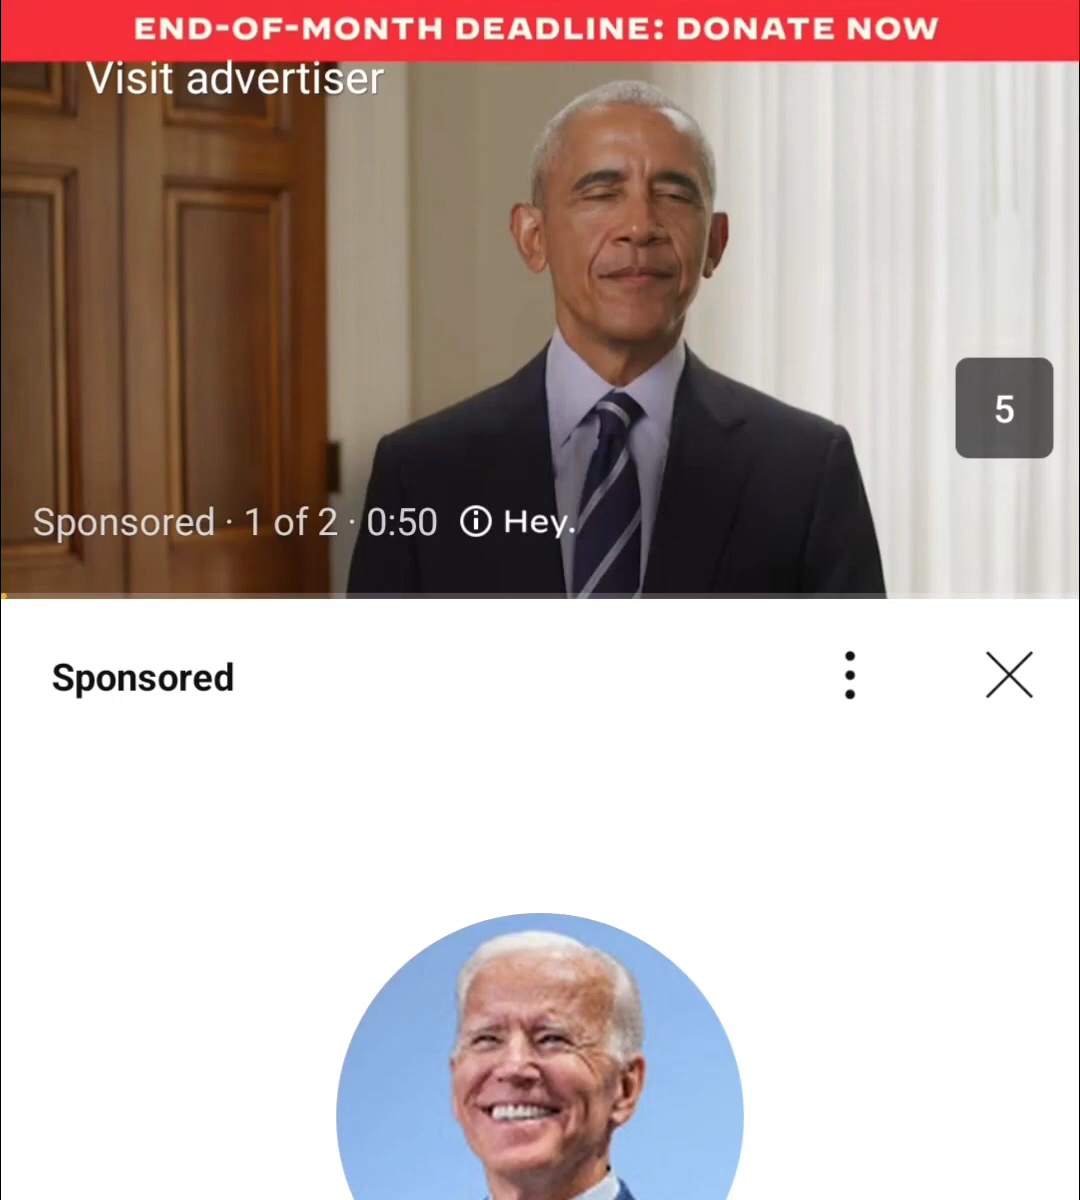 END-OF-MONTH DEADLINE: DONATE NOW
Visit advertiser
5
Sponsored · 1 of 2 · 0:50 ⓘ Hey.
Sponsored